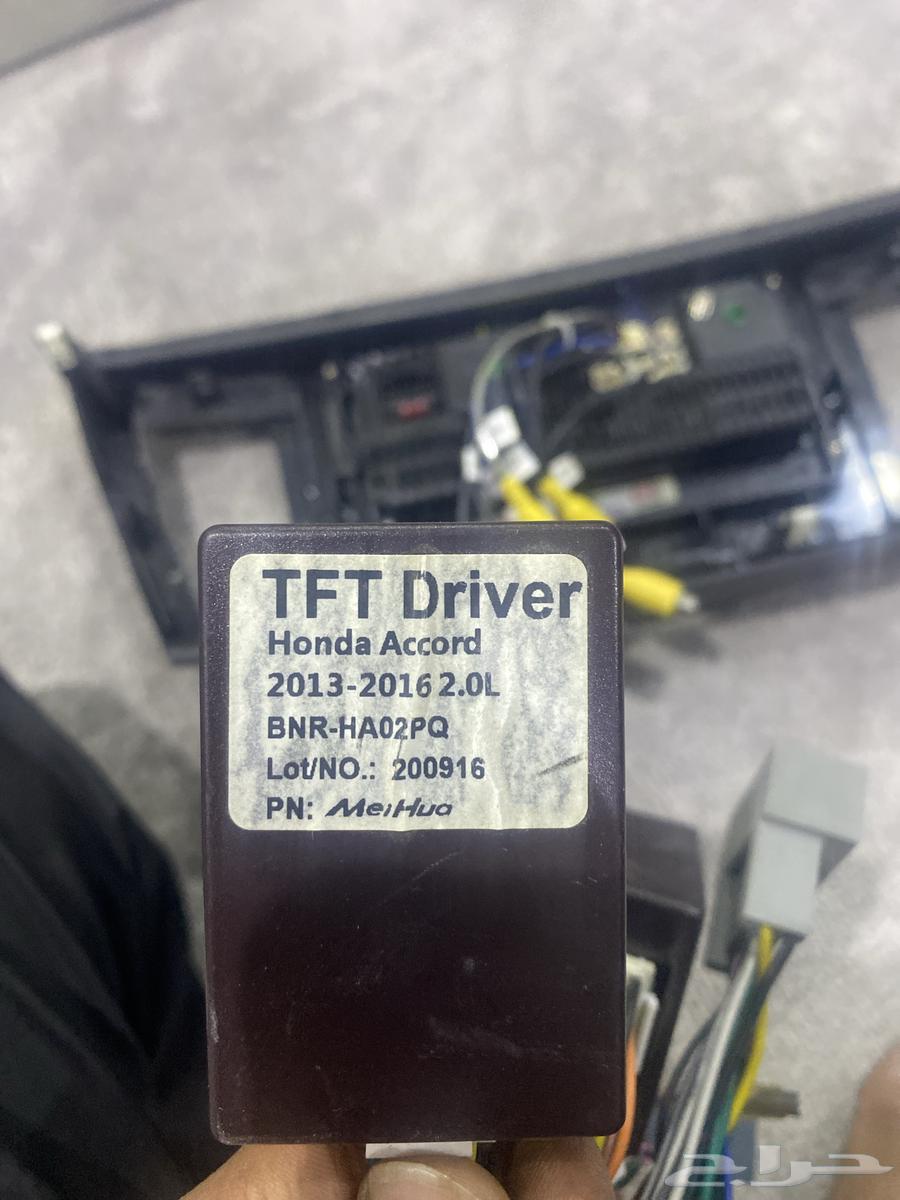 TFT Driver
Honda Accord
2013-2016 2.0L
BNR-HA02PQ
Lot/NO.: 200916
PN: MeiHua
حراج